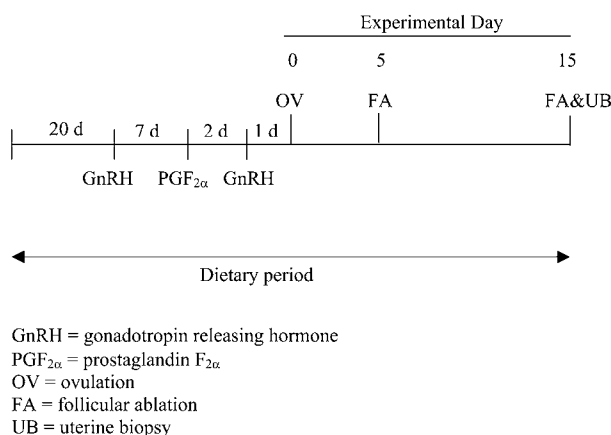 Experimental Day
0 5 15
OV FA FA&UB
20 d 7 d 2 d 1 d
GnRH PGF2α GnRH
Dietary period
GnRH = gonadotropin releasing hormone
PGF2α = prostaglandin F2α
OV = ovulation
FA = follicular ablation
UB = uterine biopsy